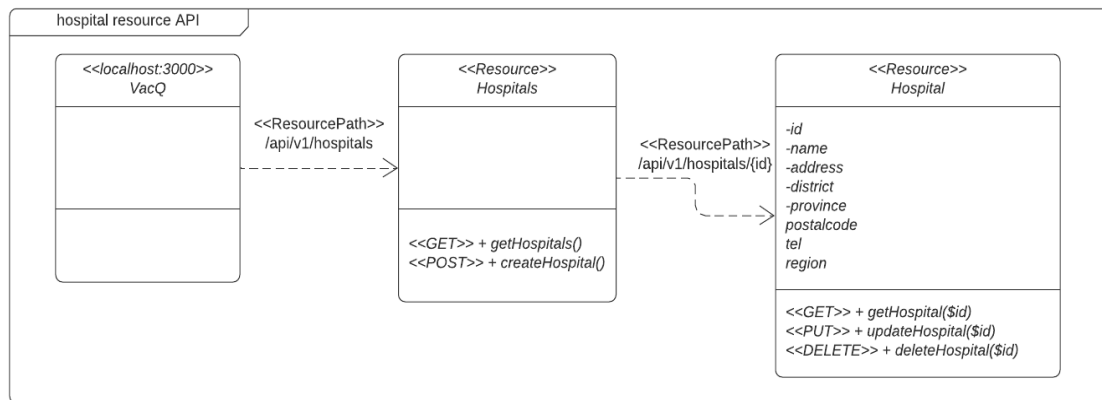 hospital resource API
<<localhost:3000>>
VacQ
<<ResourcePath>>
/api/v1/hospitals
<<Resource>>
Hospitals
<<GET>> + getHospitals()
<<POST>> + createHospital()
<<ResourcePath>>
/api/v1/hospitals/{id}
<<Resource>>
Hospital
-id
-name
-address
-district
-province
postalcode
tel
region
<<GET>> + getHospital($id)
<<PUT>> + updateHospital($id)
<<DELETE>> + deleteHospital($id)